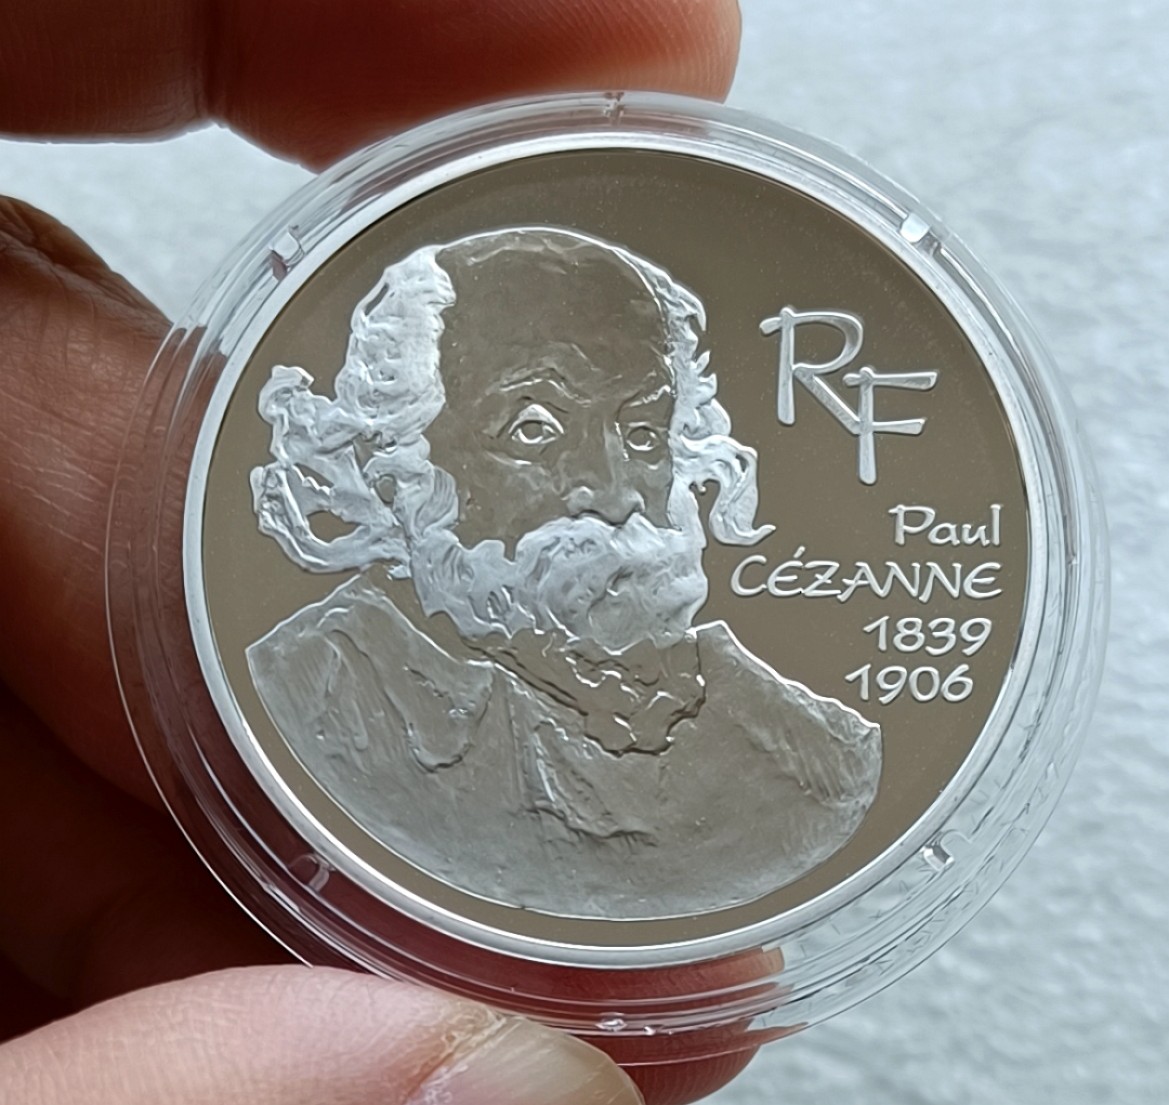 RF
Paul
CÉZANNE
1839
1906